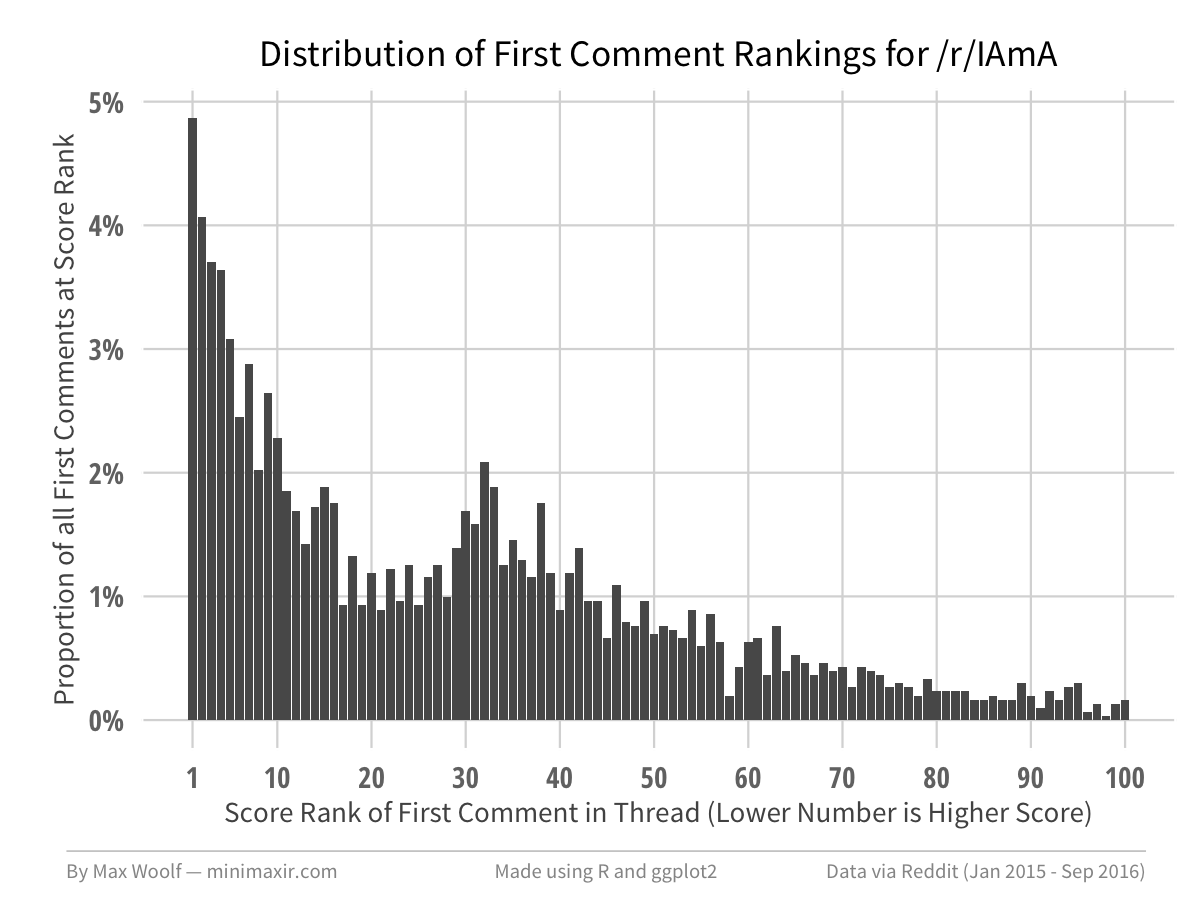 Distribution of First Comment Rankings for /r/IAmA
Proportion of all First Comments at Score Rank
5%
4%
3%
2%
1%
0%
1 10 20 30 40 50 60 70 80 90 100
Score Rank of First Comment in Thread (Lower Number is Higher Score)
By Max Woolf — minimaxir.com Made using R and ggplot2 Data via Reddit (Jan 2015 - Sep 2016)